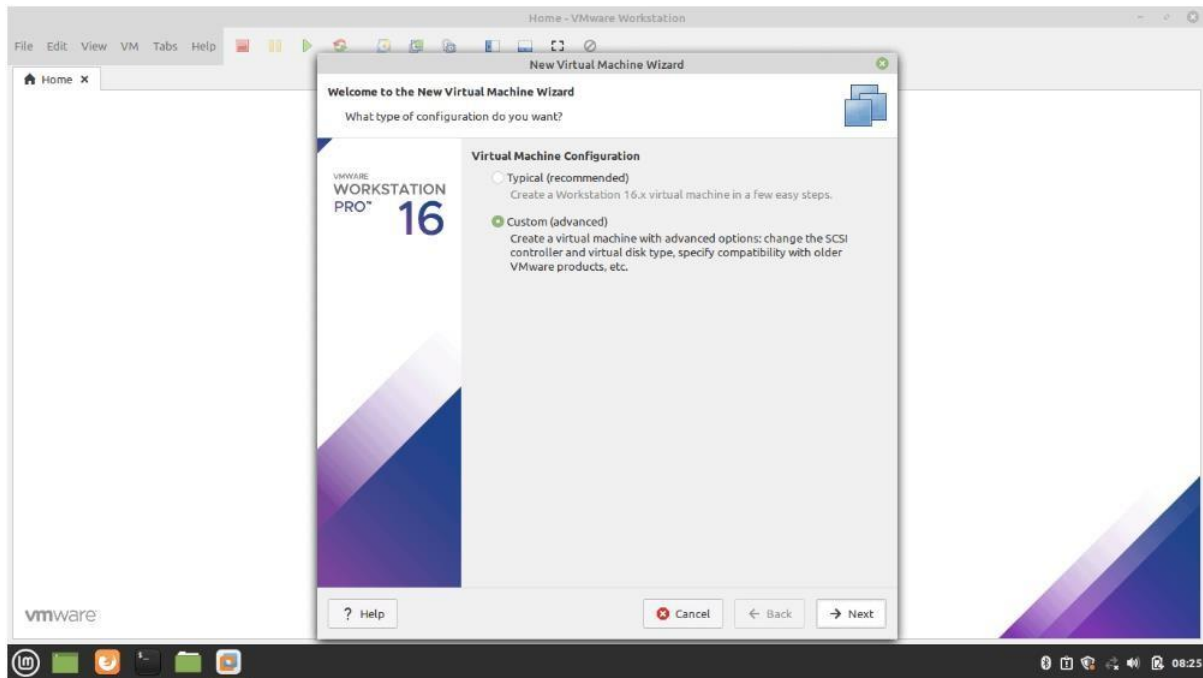 Home - VMware Workstation
File Edit View VM Tabs Help
Home
New Virtual Machine Wizard
Welcome to the New Virtual Machine Wizard
What type of configuration do you want?
VMWARE
WORKSTATION
PRO™ 16
Virtual Machine Configuration
Typical (recommended)
Create a Workstation 16.x virtual machine in a few easy steps.
Custom (advanced)
Create a virtual machine with advanced options: change the SCSI
controller and virtual disk type, specify compatibility with older
VMware products, etc.
vmware
? Help
Cancel
Back
Next
lm
08:25